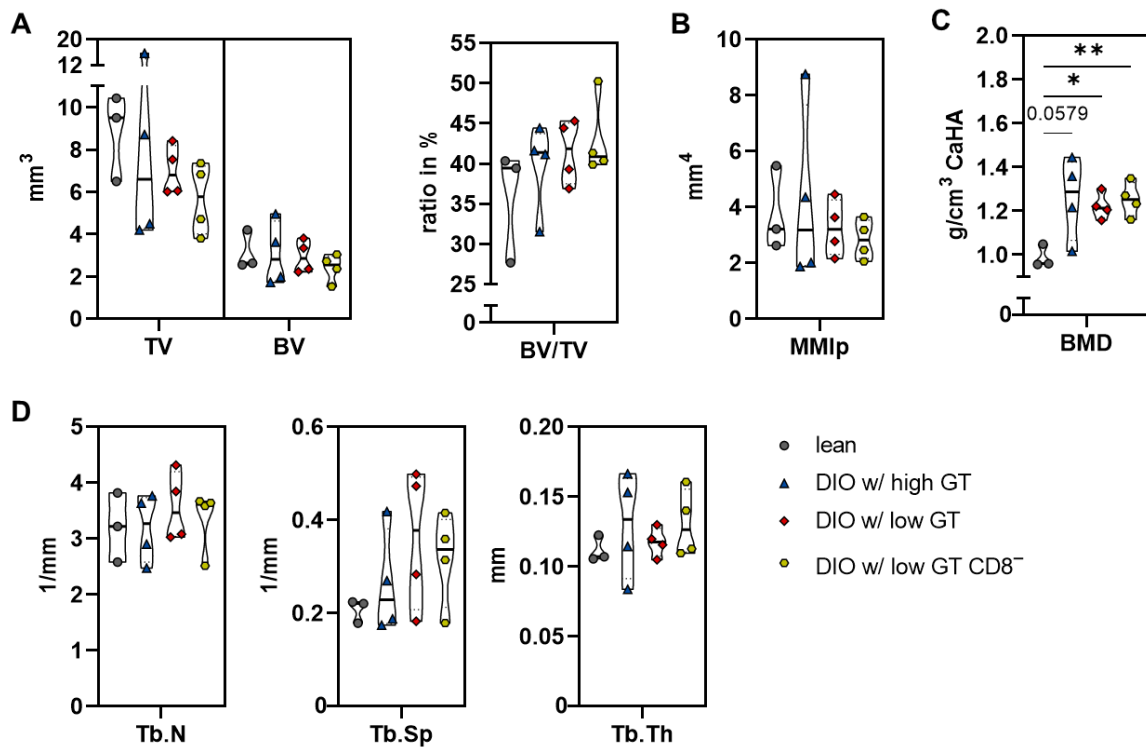 A
20
12
10
8
6
4
2
0
mm³
TV
BV
55
50
45
40
35
30
25
0
ratio in %
BV/TV
B
10
8
6
4
2
0
mm⁴
MMIp
C
2.0
1.8
1.6
1.4
1.2
1.0
0
g/cm³ CaHA
**
*
0.0579
BMD
D
5
4
3
2
1
0
1/mm
Tb.N
0.6
0.4
0.2
0
1/mm
Tb.Sp
0.20
0.15
0.10
0.05
0
mm
Tb.Th
lean
DIO w/ high GT
DIO w/ low GT
DIO w/ low GT CD8⁻